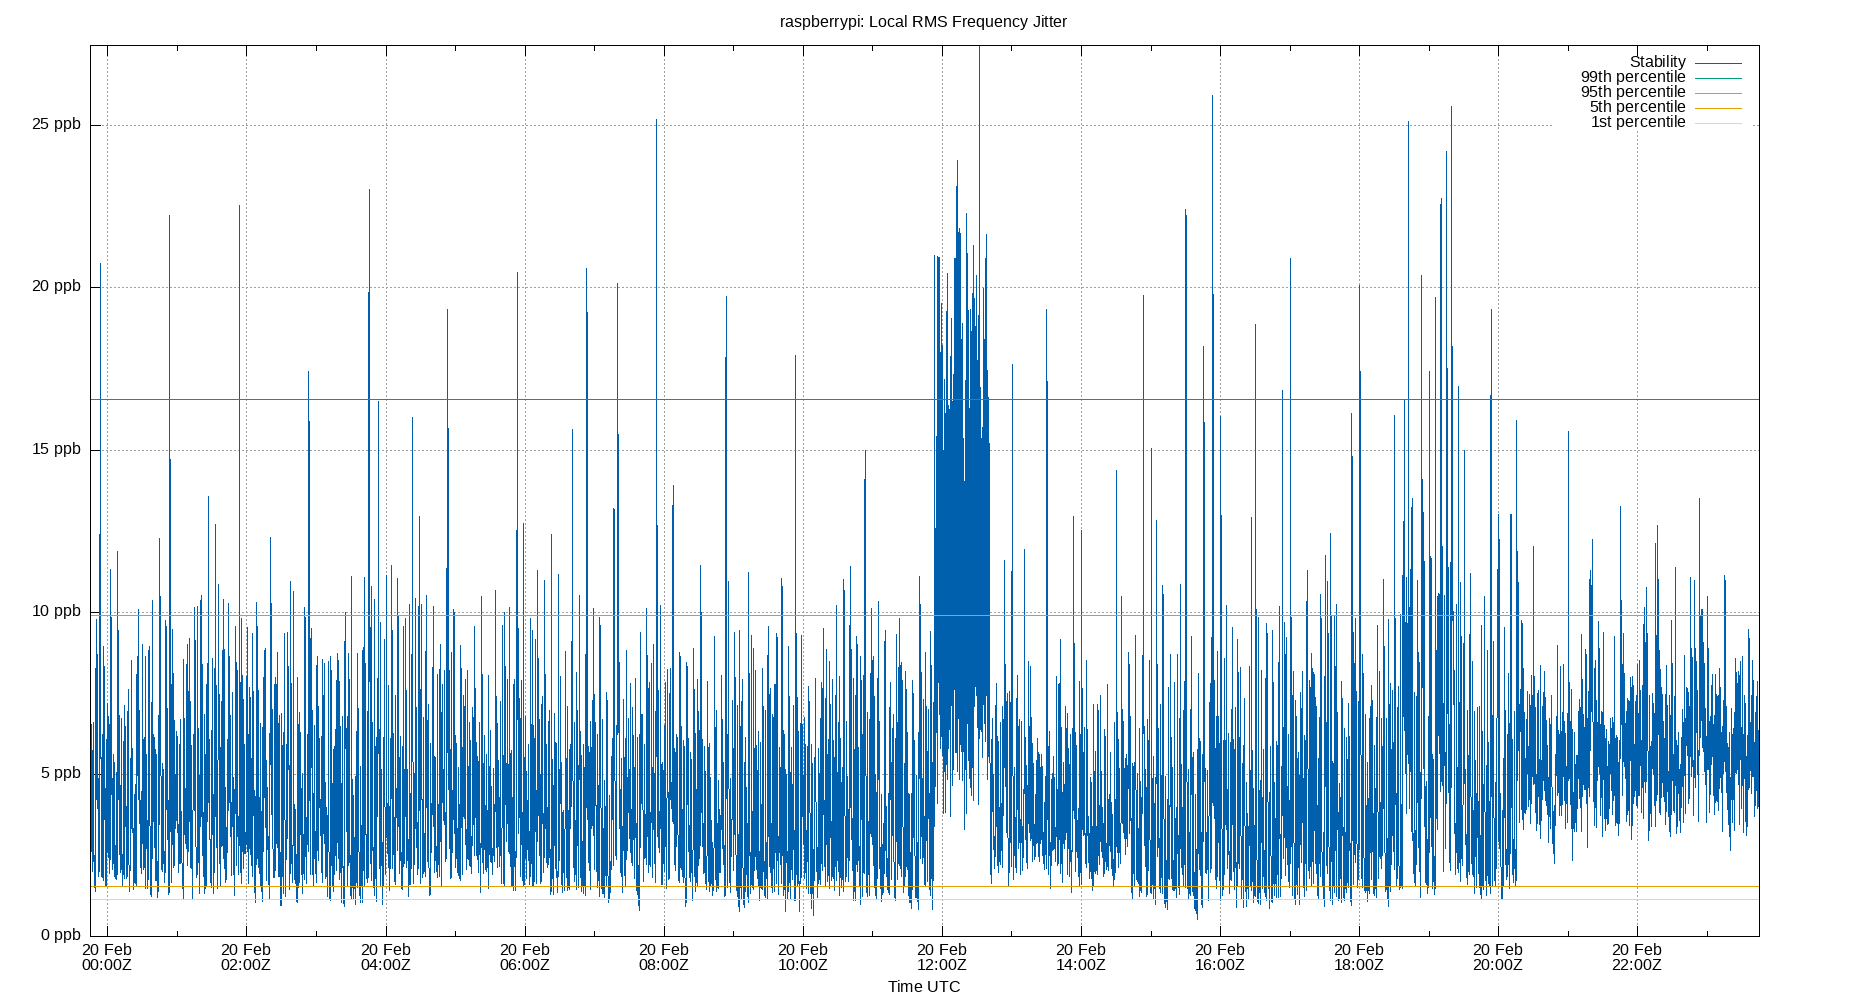 raspberrypi: Local RMS Frequency Jitter
Stability
99th percentile
95th percentile
5th percentile
1st percentile
25 ppb
20 ppb
15 ppb
10 ppb
5 ppb
0 ppb
20 Feb 20 Feb 20 Feb 20 Feb 20 Feb 20 Feb 20 Feb 20 Feb 20 Feb 20 Feb 20 Feb 20 Feb
00:00Z 02:00Z 04:00Z 06:00Z 08:00Z 10:00Z 12:00Z 14:00Z 16:00Z 18:00Z 20:00Z 22:00Z
Time UTC